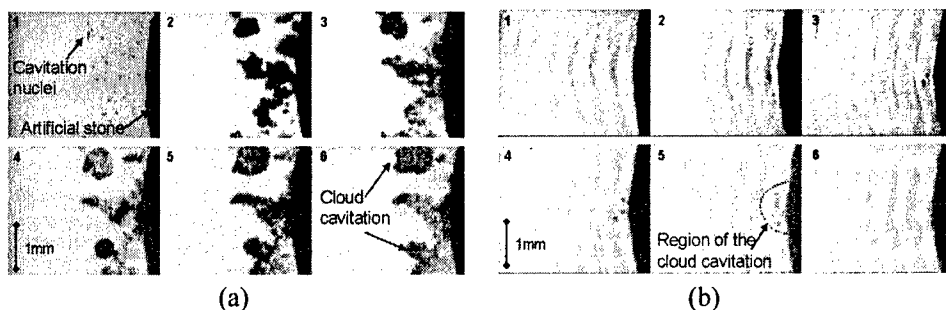 1
2
3
Cavitation
nuclei
Artificial stone
4
5
6
Cloud
cavitation
1mm
(a)
1
2
3
4
5
6
1mm
Region of the
cloud cavitation
(b)